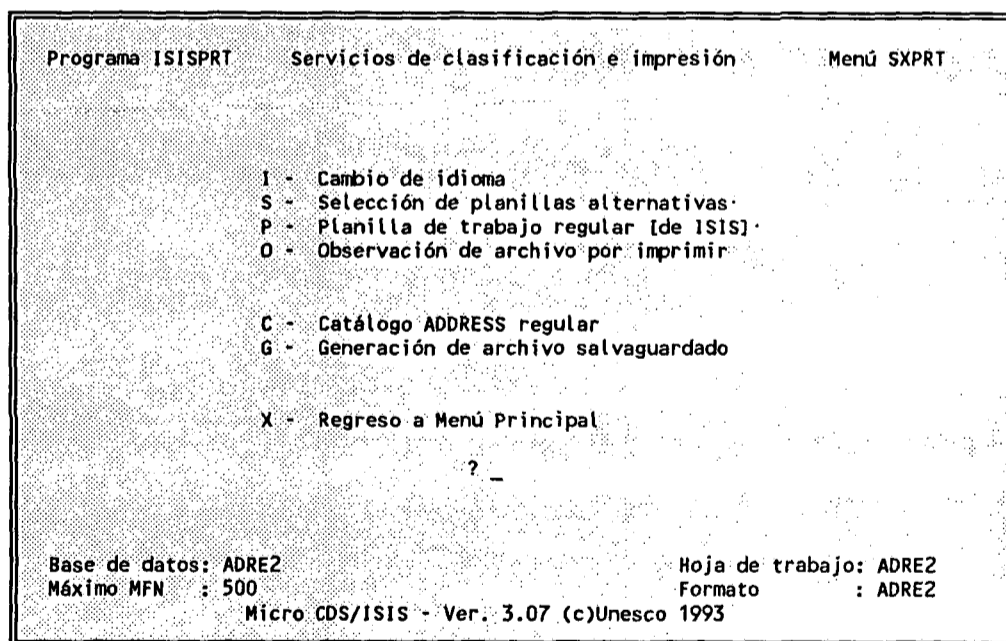 Programa ISISPRT Servicios de clasificación e impresión Menú SXPRT
I - Cambio de idioma
S - Selección de planillas alternativas
P - Planilla de trabajo regular [de ISIS]
O - Observación de archivo por imprimir
C - Catálogo ADDRESS regular
G - Generación de archivo salvaguardado
X - Regreso a Menú Principal
? _
Base de datos: ADRE2 Hoja de trabajo: ADRE2
Máximo MFN : 500 Formato : ADRE2
Micro CDS/ISIS - Ver. 3.07 (c)Unesco 1993